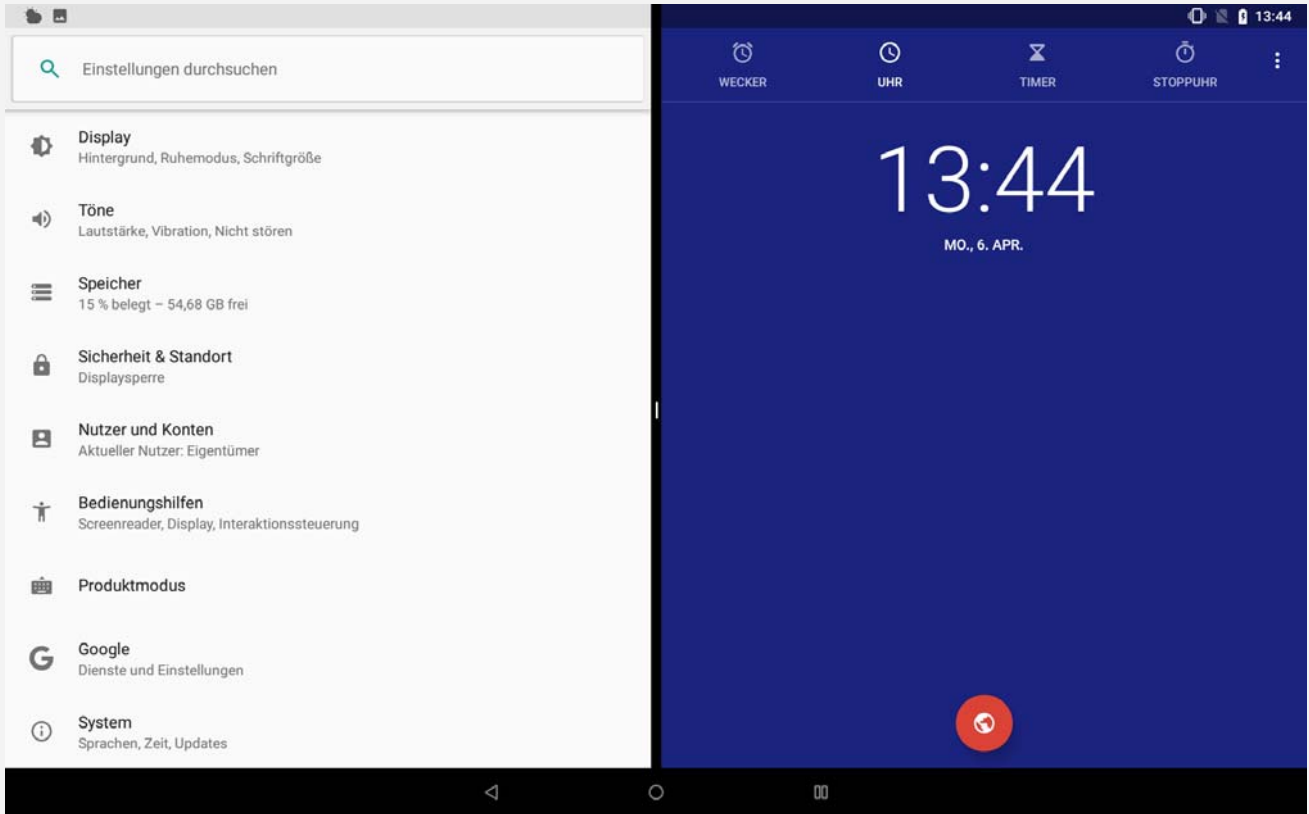 13:44
Einstellungen durchsuchen
Display
Hintergrund, Ruhemodus, Schriftgröße
Töne
Lautstärke, Vibration, Nicht stören
Speicher
15 % belegt – 54,68 GB frei
Sicherheit & Standort
Displaysperre
Nutzer und Konten
Aktueller Nutzer: Eigentümer
Bedienungshilfen
Screenreader, Display, Interaktionssteuerung
Produktmodus
Google
Dienste und Einstellungen
System
Sprachen, Zeit, Updates
WECKER
UHR
TIMER
STOPPUHR
13:44
MO., 6. APR.